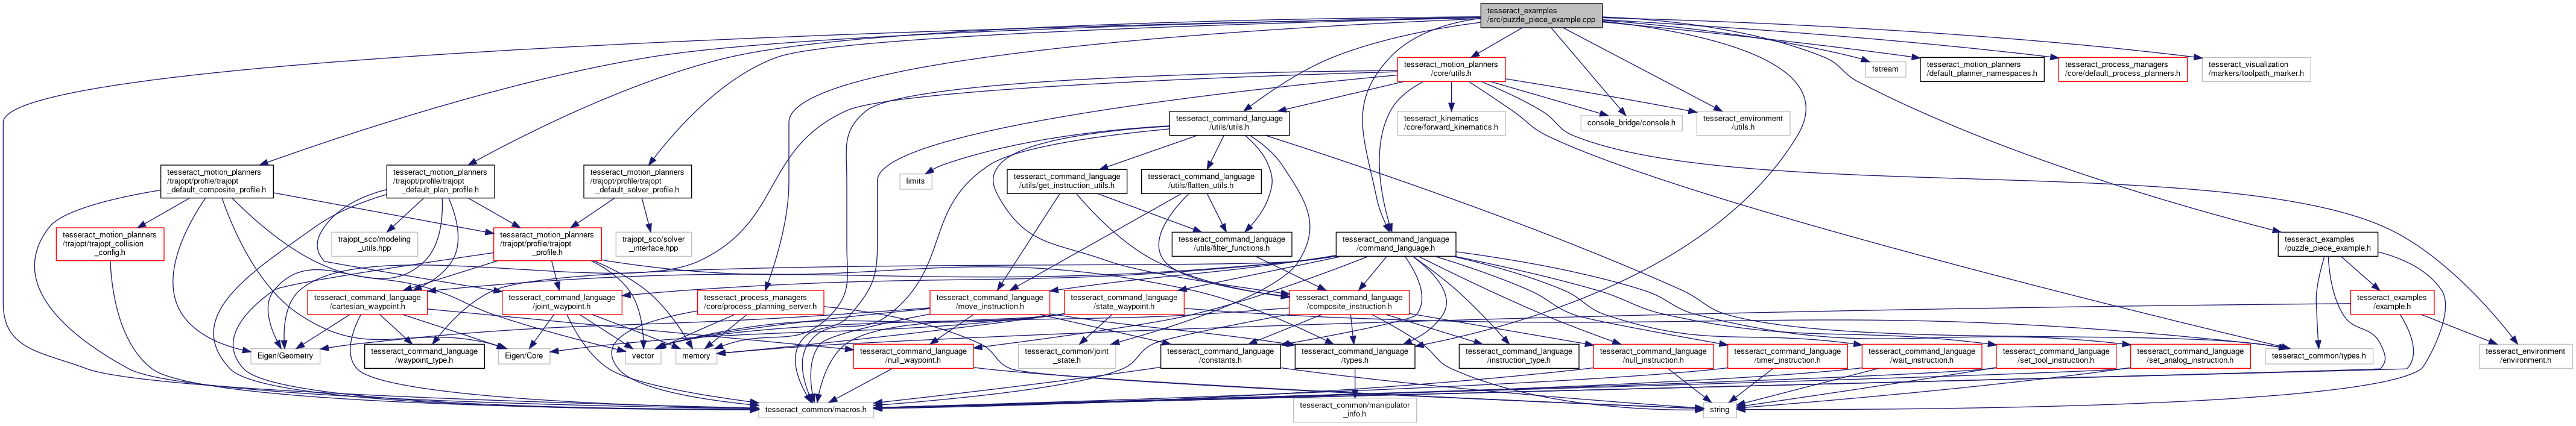 tesseract_examples
/src/puzzle_piece_example.cpp
tesseract_motion_planners
/core/utils.h
fstream
tesseract_motion_planners
/default_planner_namespaces.h
tesseract_process_managers
/core/default_process_planners.h
tesseract_visualization
/markers/toolpath_marker.h
tesseract_command_language
/utils/utils.h
tesseract_kinematics
/core/forward_kinematics.h
console_bridge/console.h
tesseract_environment
/utils.h
tesseract_motion_planners
/trajopt/profile/trajopt
_default_composite_profile.h
tesseract_motion_planners
/trajopt/profile/trajopt
_default_plan_profile.h
tesseract_motion_planners
/trajopt/profile/trajopt
_default_solver_profile.h
limits
tesseract_command_language
/utils/get_instruction_utils.h
tesseract_command_language
/utils/flatten_utils.h
tesseract_motion_planners
/trajopt/trajopt_collision
_config.h
trajopt_sco/modeling
_utils.hpp
tesseract_motion_planners
/trajopt/profile/trajopt
_profile.h
trajopt_sco/solver
_interface.hpp
tesseract_command_language
/utils/filter_functions.h
tesseract_command_language
/command_language.h
tesseract_examples
/puzzle_piece_example.h
tesseract_command_language
/cartesian_waypoint.h
tesseract_command_language
/joint_waypoint.h
tesseract_process_managers
/core/process_planning_server.h
tesseract_command_language
/move_instruction.h
tesseract_command_language
/state_waypoint.h
tesseract_command_language
/composite_instruction.h
tesseract_examples
/example.h
Eigen/Geometry
tesseract_command_language
/waypoint_type.h
Eigen/Core
vector
memory
tesseract_command_language
/null_waypoint.h
tesseract_common/joint
_state.h
tesseract_command_language
/constants.h
tesseract_command_language
/types.h
tesseract_command_language
/instruction_type.h
tesseract_command_language
/null_instruction.h
tesseract_command_language
/timer_instruction.h
tesseract_command_language
/wait_instruction.h
tesseract_command_language
/set_tool_instruction.h
tesseract_command_language
/set_analog_instruction.h
tesseract_common/types.h
tesseract_environment
/environment.h
tesseract_common/macros.h
tesseract_common/manipulator
_info.h
string